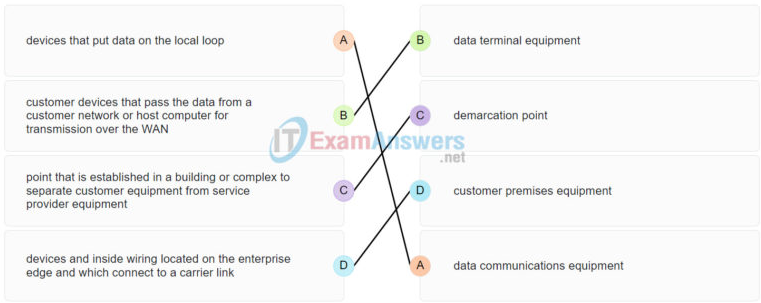 devices that put data on the local loop
A
B
data terminal equipment
customer devices that pass the data from a
customer network or host computer for
transmission over the WAN
B
C
demarcation point
ITExamAnswers
.net
point that is established in a building or complex to
separate customer equipment from service
provider equipment
C
D
customer premises equipment
devices and inside wiring located on the enterprise
edge and which connect to a carrier link
D
A
data communications equipment